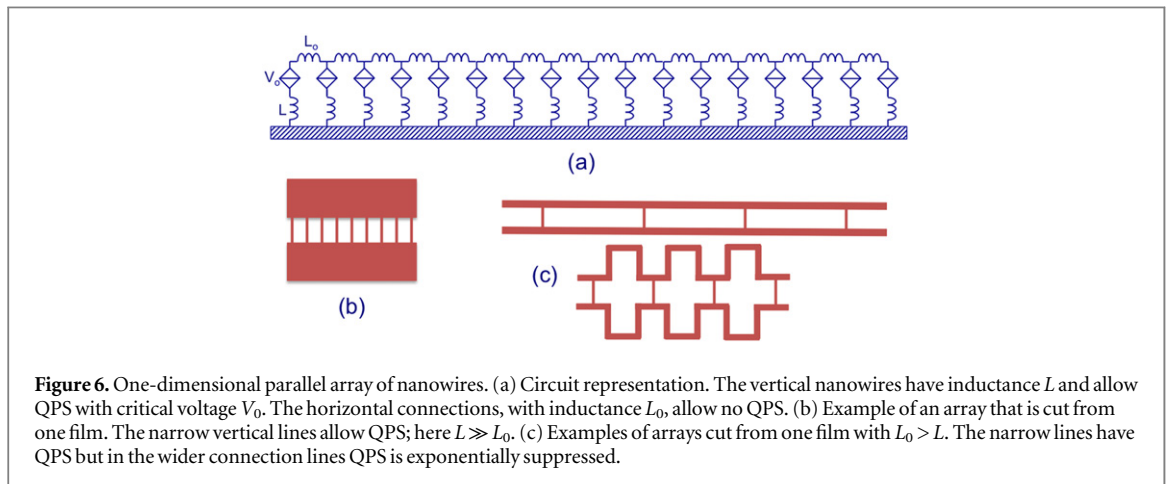 Lₒ
Vₒ
L
(a)
(b)
(c)
Figure 6. One-dimensional parallel array of nanowires. (a) Circuit representation. The vertical nanowires have inductance L and allow
QPS with critical voltage V₀. The horizontal connections, with inductance L₀, allow no QPS. (b) Example of an array that is cut from
one film. The narrow vertical lines allow QPS; here L ≫ L₀. (c) Examples of arrays cut from one film with L₀ > L. The narrow lines have
QPS but in the wider connection lines QPS is exponentially suppressed.